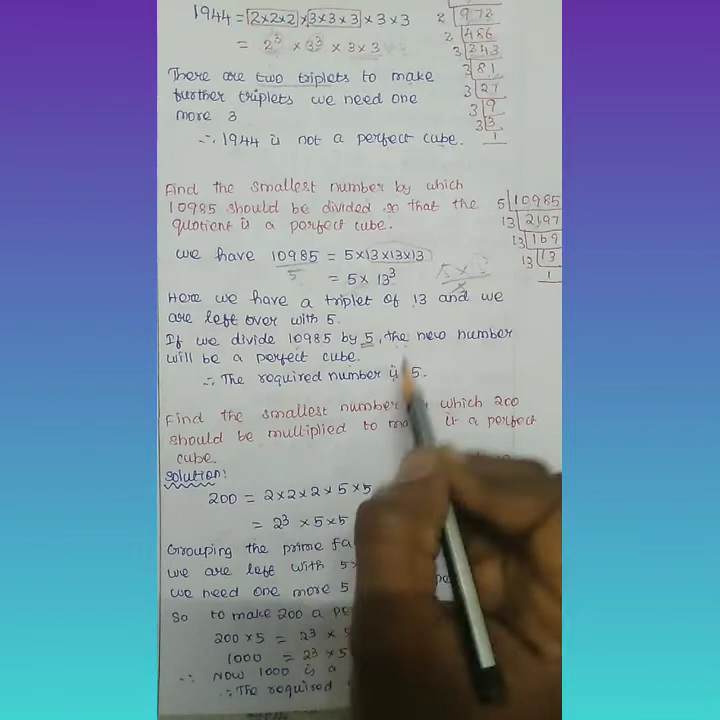 1944 = 2×2×2 × 3×3×3 × 3×3
= 2³ × 3³ × 3×3
There are two triplets to make
further triplets we need one
more 3
∴ 1944 is not a perfect cube.
2 972
2 486
3 243
3 81
3 27
3 9
3 3
1
Find the smallest number by which
10985 should be divided so that the
quotient is a perfect cube.
We have 10985 = 5×13×13×13
5
= 5× 13³
Here we have a triplet of 13 and we
are left over with 5.
If we divide 10985 by 5, the new number
will be a perfect cube.
∴ The required number is 5.
5 10985
13 2197
13 169
13 13
1
Find the smallest number which 200
should be mulliplied to it a perfect
cube.
Solution:
200 = 2×2×2×5×5
= 2³ ×5×5
Grouping the prime
we are left with
we need one more 5
So to make 200 a
200×5 = 2³ ×
1000 = 2³ ×5
∴ Now 1000 is a
∴ The required